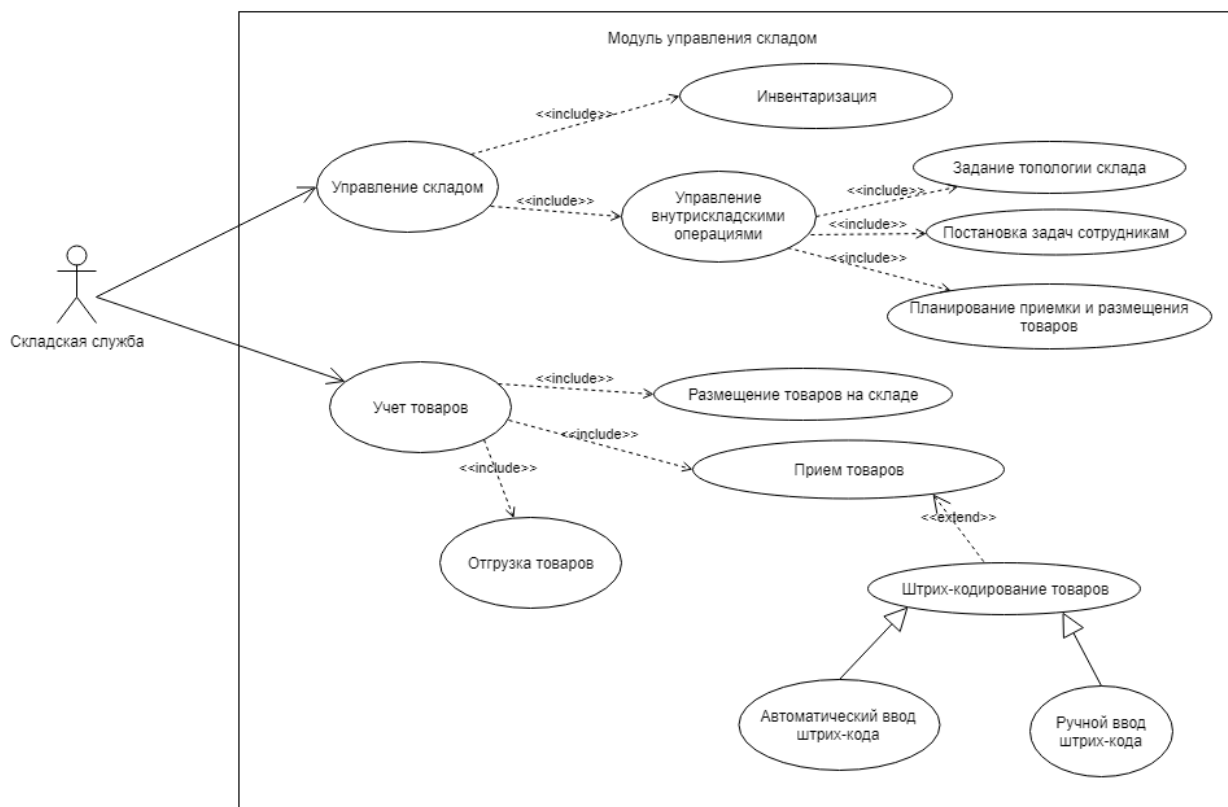 Модуль управления складом
Инвентаризация
<<include>>
Управление складом
<<include>>
Управление
внутрискладскими
операциями
<<include>>
Задание топологии склада
<<include>>
Постановка задач сотрудникам
<<include>>
Планирование приемки и размещения
товаров
Складская служба
Учет товаров
<<include>>
Размещение товаров на складе
<<include>>
Прием товаров
<<include>>
Отгрузка товаров
<<extend>>
Штрих-кодирование товаров
Автоматический ввод
штрих-кода
Ручной ввод
штрих-кода